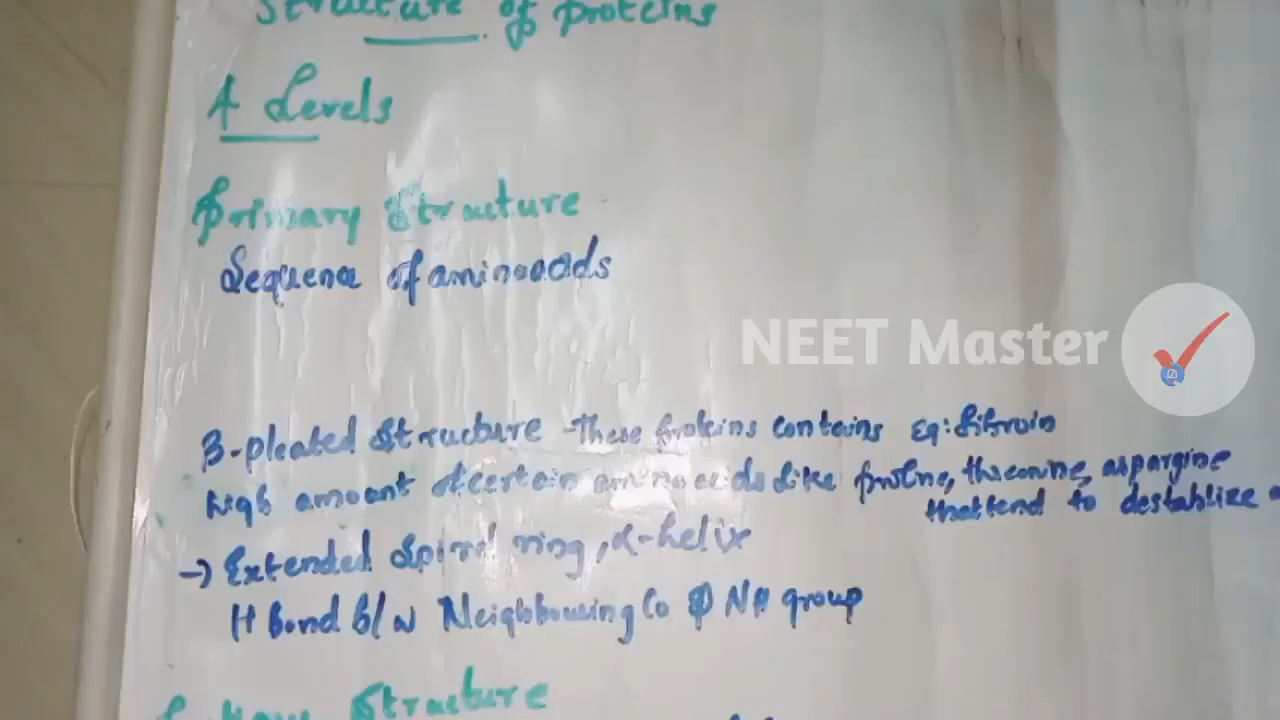 Structure of proteins
4 Levels
Primary Structure
Sequence of aminoacids
NEET Master
β-pleated Structure - These proteins contains Eg: fibroin
high amount of certain aminoacids like proline, threonine, aspargine
that tend to destablize
→ Extended spiral ring, α-helix
H bond b/w Neighbouring Co & NH group
Structure